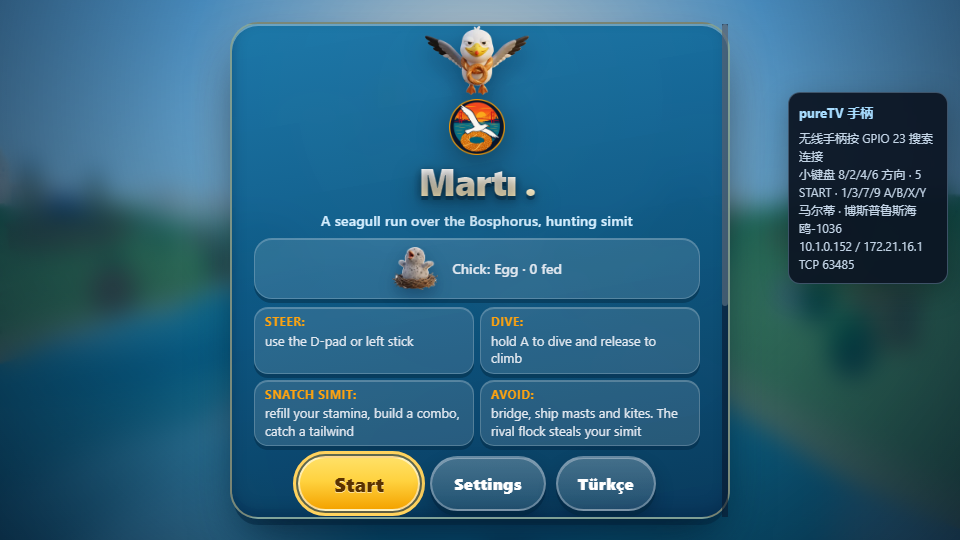 Martı .
A seagull run over the Bosphorus, hunting simit
Chick: Egg · 0 fed
STEER:
use the D-pad or left stick
DIVE:
hold A to dive and release to
climb
SNATCH SIMIT:
refill your stamina, build a combo,
catch a tailwind
AVOID:
bridge, ship masts and kites. The
rival flock steals your simit
Start
Settings
Türkçe
pureTV 手柄
无线手柄按 GPIO 23 搜索
连接
小键盘 8/2/4/6 方向 · 5
START · 1/3/7/9 A/B/X/Y
马尔蒂 · 博斯普鲁斯海
鸥-1036
10.1.0.152 / 172.21.16.1
TCP 63485